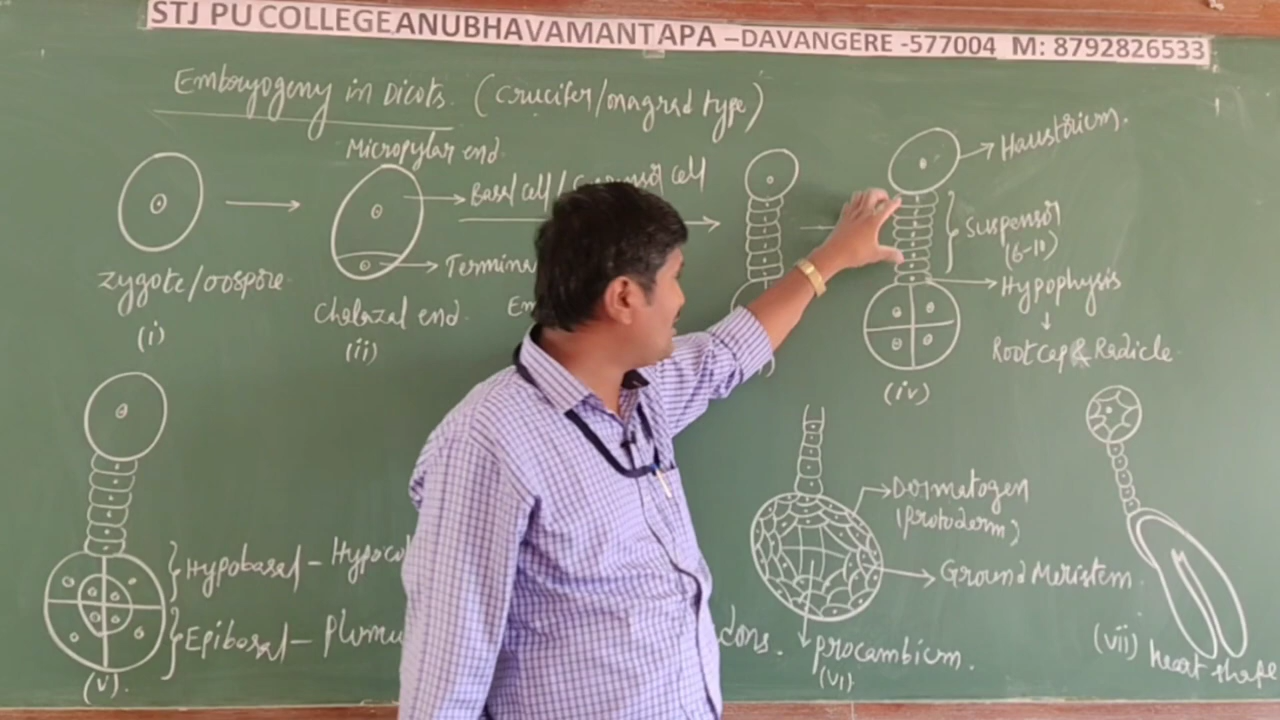 STJ PU COLLEGE ANUBHAVAMANTAPA –DAVANGERE -577004 M: 8792826533
Embryogeny in Dicots. (Crucifer/onagrad type)
Micropylar end.
Basal cell /
cell
zygote/oospore.
(i)
Chalazal end.
(ii)
Haustorium.
Suspensor
(6-10)
Hypophysis
Root cap & Radicle
(iv)
Hypobasal –
Epibasal –
(v).
Dermatogen
(Protoderm)
Ground Meristem.
procambium.
(vi)
(vii)
heart shape